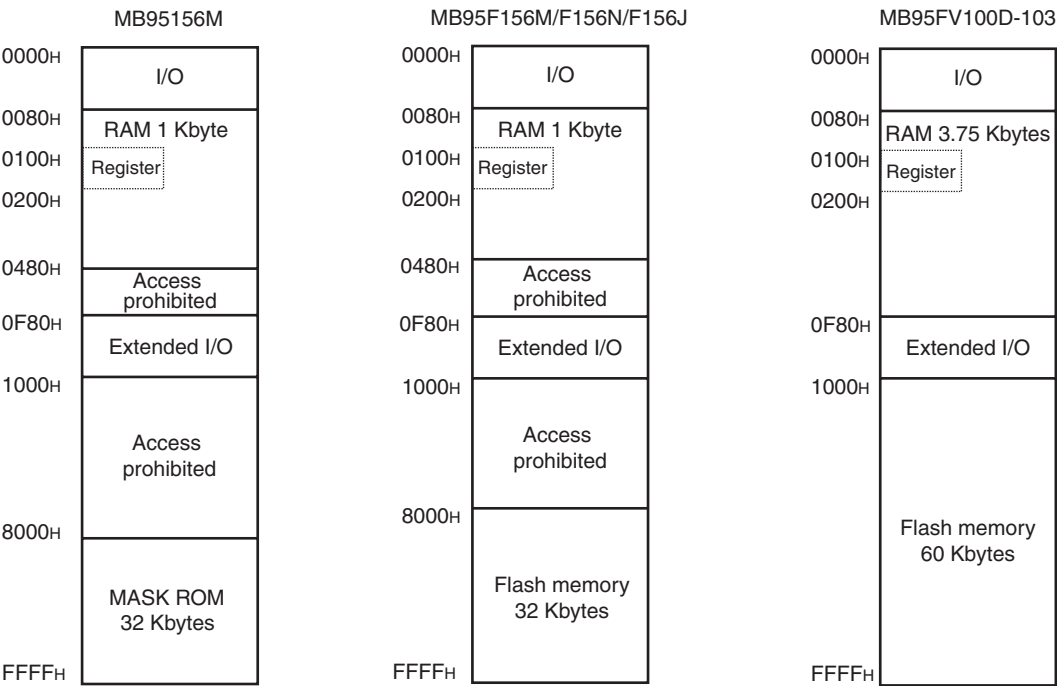 MB95156M
0000H
I/O
0080H
RAM 1 Kbyte
0100H
Register
0200H
0480H
Access
prohibited
0F80H
Extended I/O
1000H
Access
prohibited
8000H
MASK ROM
32 Kbytes
FFFFH
MB95F156M/F156N/F156J
0000H
I/O
0080H
RAM 1 Kbyte
0100H
Register
0200H
0480H
Access
prohibited
0F80H
Extended I/O
1000H
Access
prohibited
8000H
Flash memory
32 Kbytes
FFFFH
MB95FV100D-103
0000H
I/O
0080H
RAM 3.75 Kbytes
0100H
Register
0200H
0F80H
Extended I/O
1000H
Flash memory
60 Kbytes
FFFFH